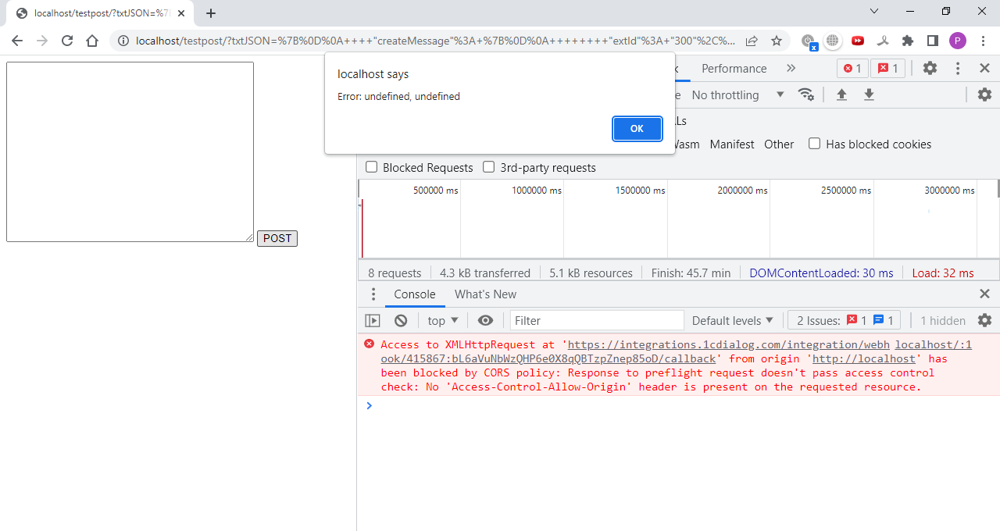 localhost/testpost/?txtJSON=%7
localhost/testpost/?txtJSON=%7B%0D%0A++++"createMessage"%3A+%7B%0D%0A++++++++"extId"%3A+"300"%2C%...
x
P
localhost says
Error: undefined, undefined
OK
Performance
1
1
No throttling
Manifest Other Has blocked cookies
Blocked Requests 3rd-party requests
500000 ms 1000000 ms 1500000 ms 2000000 ms 2500000 ms 3000000 ms
POST
8 requests 4.3 kB transferred 5.1 kB resources Finish: 45.7 min DOMContentLoaded: 30 ms Load: 32 ms
Console What's New
top Filter Default levels 2 Issues: 1 1 1 hidden
Access to XMLHttpRequest at 'https://integrations.1cdialog.com/integration/webh localhost/:1
ook/415867:bL6aVuNbWzQHP6e0X8qQBTzpZnep85oD/callback' from origin 'http://localhost' has
been blocked by CORS policy: Response to preflight request doesn't pass access control
check: No 'Access-Control-Allow-Origin' header is present on the requested resource.